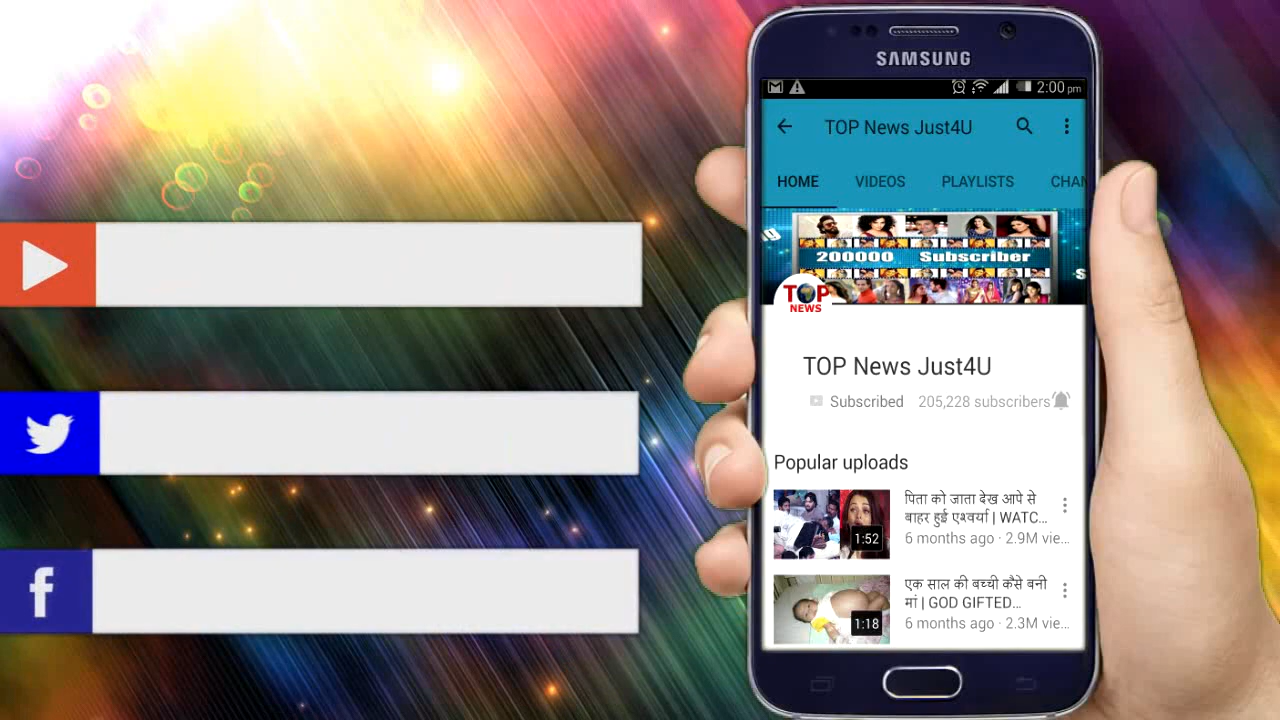 SAMSUNG
2:00 pm
TOP News Just4U
HOME VIDEOS PLAYLISTS CHAN
200000 Subscriber
TOP
NEWS
TOP News Just4U
Subscribed 205,228 subscribers
Popular uploads
पिता को जाता देख आपे से
बाहर हुई एश्वर्या | WATC...
6 months ago · 2.9M vie...
1:52
एक साल की बच्ची कैसे बनी
मां | GOD GIFTED...
6 months ago · 2.3M vie...
1:18